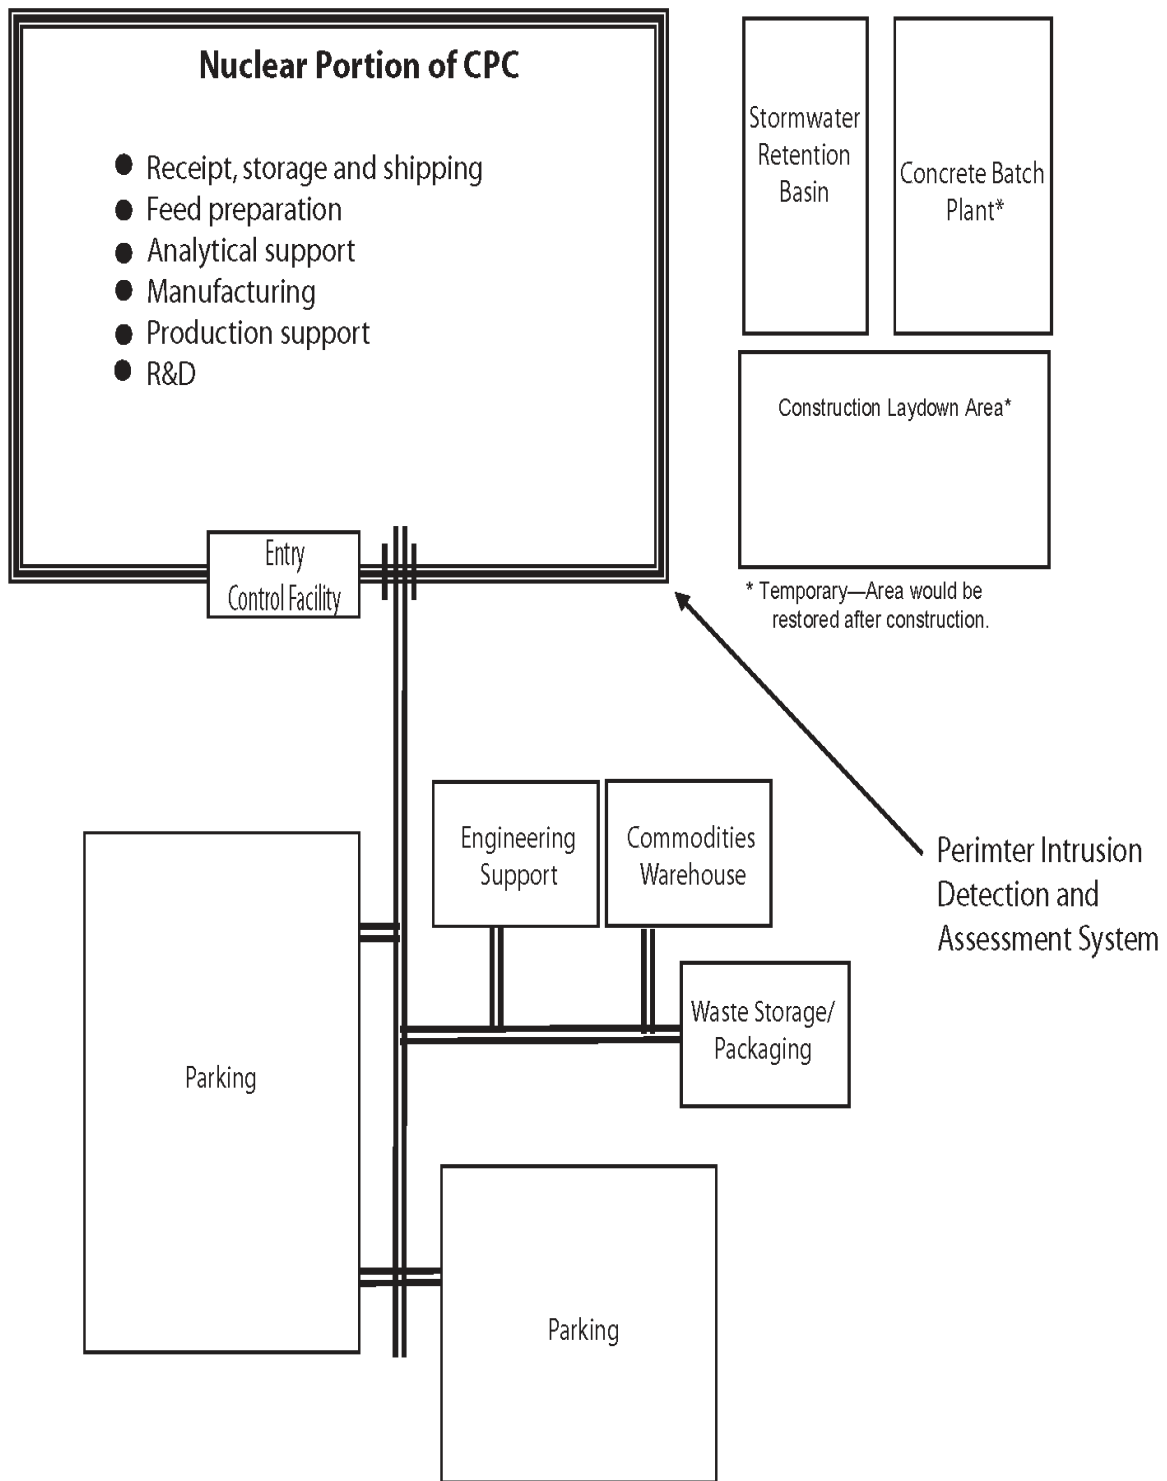 Nuclear Portion of CPC
● Receipt, storage and shipping
● Feed preparation
● Analytical support
● Manufacturing
● Production support
● R&D
Entry
Control Facility
Stormwater
Retention
Basin
Concrete Batch
Plant*
Construction Laydown Area*
* Temporary—Area would be
restored after construction.
Engineering
Support
Commodities
Warehouse
Perimter Intrusion
Detection and
Assessment System
Waste Storage/
Packaging
Parking
Parking